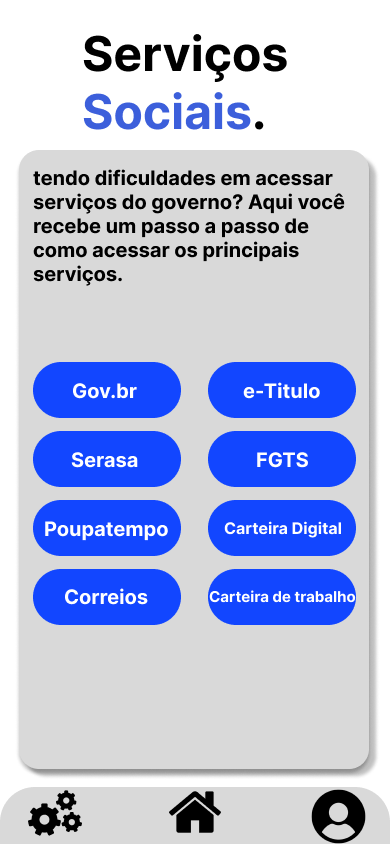 Serviços
Sociais.
tendo dificuldades em acessar
serviços do governo? Aqui você
recebe um passo a passo de
como acessar os principais
serviços.
Gov.br
e-Titulo
Serasa
FGTS
Poupatempo
Carteira Digital
Correios
Carteira de trabalho